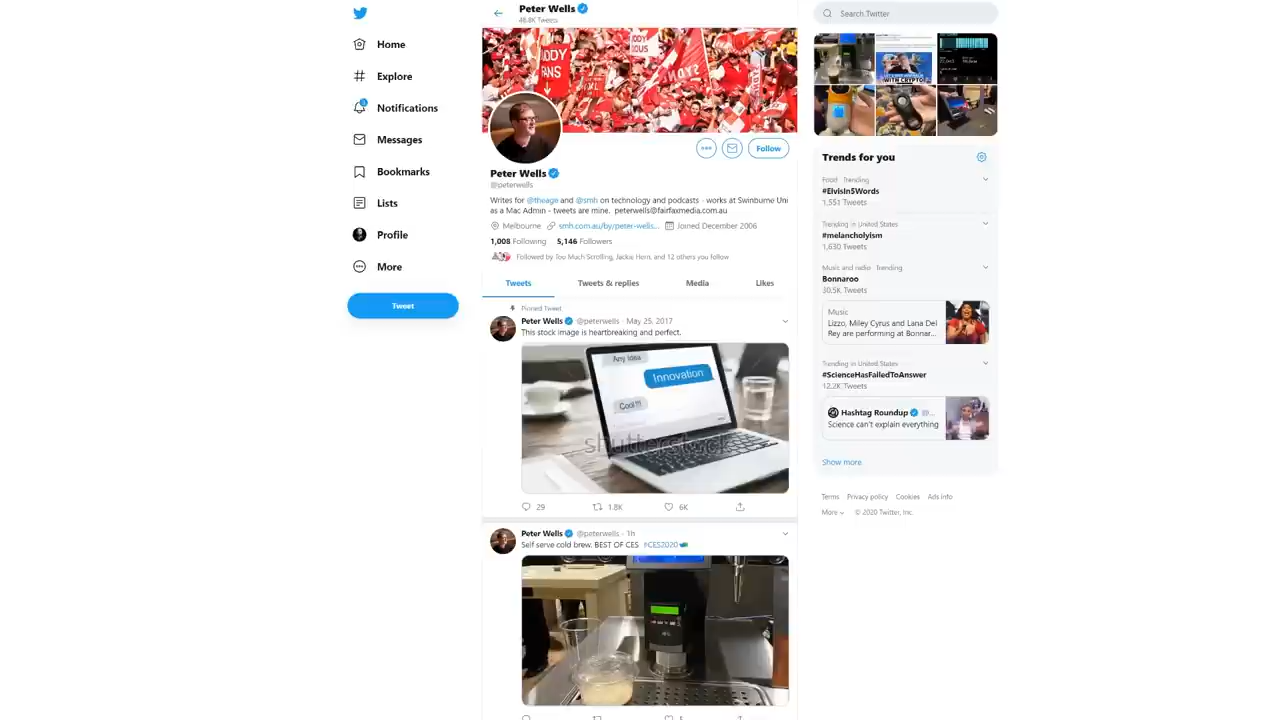 Home
Explore
Notifications
Messages
Bookmarks
Lists
Profile
More
Tweet
Peter Wells
48.8K Tweets
Follow
Peter Wells
@peterwells
Writes for @theage and @smh on technology and podcasts - works at Swinburne Uni
as a Mac Admin - tweets are mine. peterwells@fairfaxmedia.com.au
Melbourne
smh.com.au/by/peter-wells...
Joined December 2006
1,008 Following 5,146 Followers
Followed by Too Much Scrolling, Jackie Horn, and 12 others you follow
Tweets
Tweets & replies
Media
Likes
Pinned Tweet
Peter Wells @peterwells · May 25, 2017
This stock image is heartbreaking and perfect.
Any idea
Innovation
Cool !!!
shutterstock
29
1.8K
6K
Peter Wells @peterwells · 1h
Self serve cold brew. BEST OF CES #CES2020
Search Twitter
WITH CRYPTO
Trends for you
Food · Trending
#ElvisIn5Words
1,551 Tweets
Trending in United States
#melancholyism
1,630 Tweets
Music and radio · Trending
Bonnaroo
30.5K Tweets
Music
Lizzo, Miley Cyrus and Lana Del
Rey are performing at Bonnar...
Trending in United States
#ScienceHasFailedToAnswer
12.2K Tweets
Hashtag Roundup @...
Science can't explain everything
Show more
Terms Privacy policy Cookies Ads info
More © 2020 Twitter, Inc.